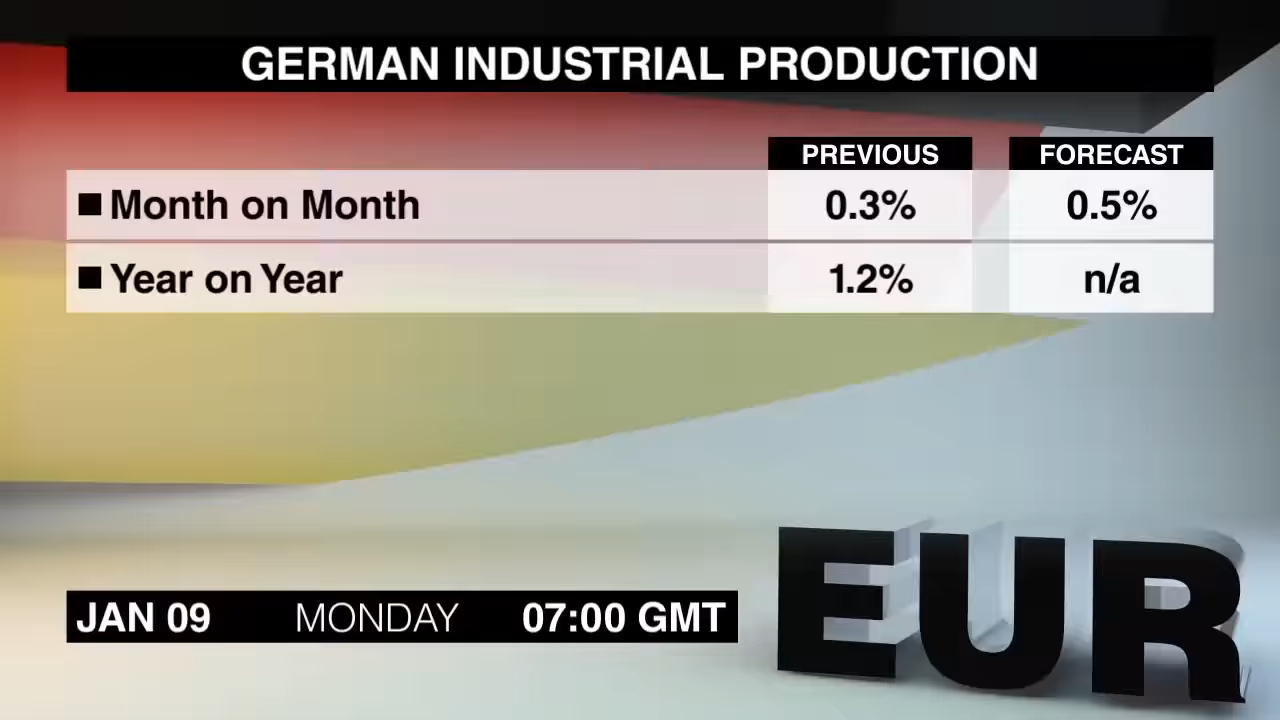 GERMAN INDUSTRIAL PRODUCTION
PREVIOUS FORECAST
Month on Month 0.3% 0.5%
Year on Year 1.2% n/a
JAN 09 MONDAY 07:00 GMT
EUR